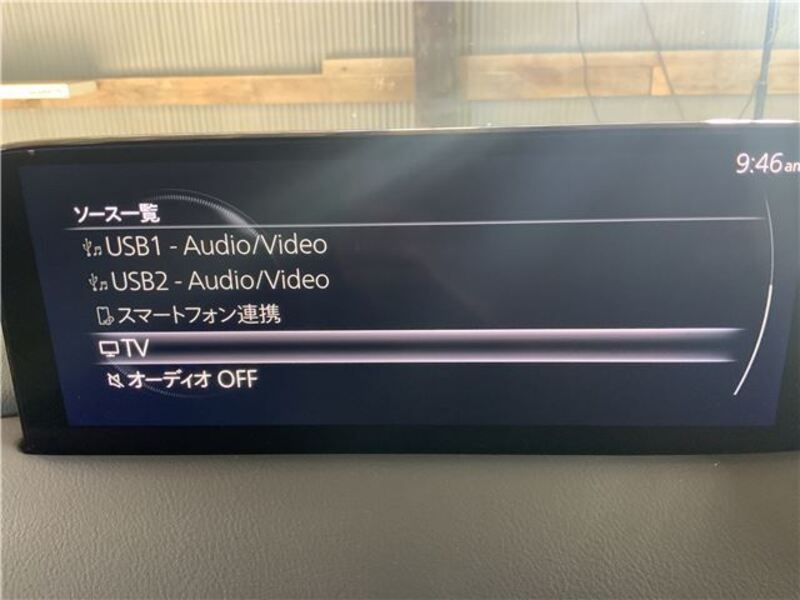 9:46 am
ソース一覧
USB1 - Audio/Video
USB2 - Audio/Video
スマートフォン連携
TV
オーディオ OFF